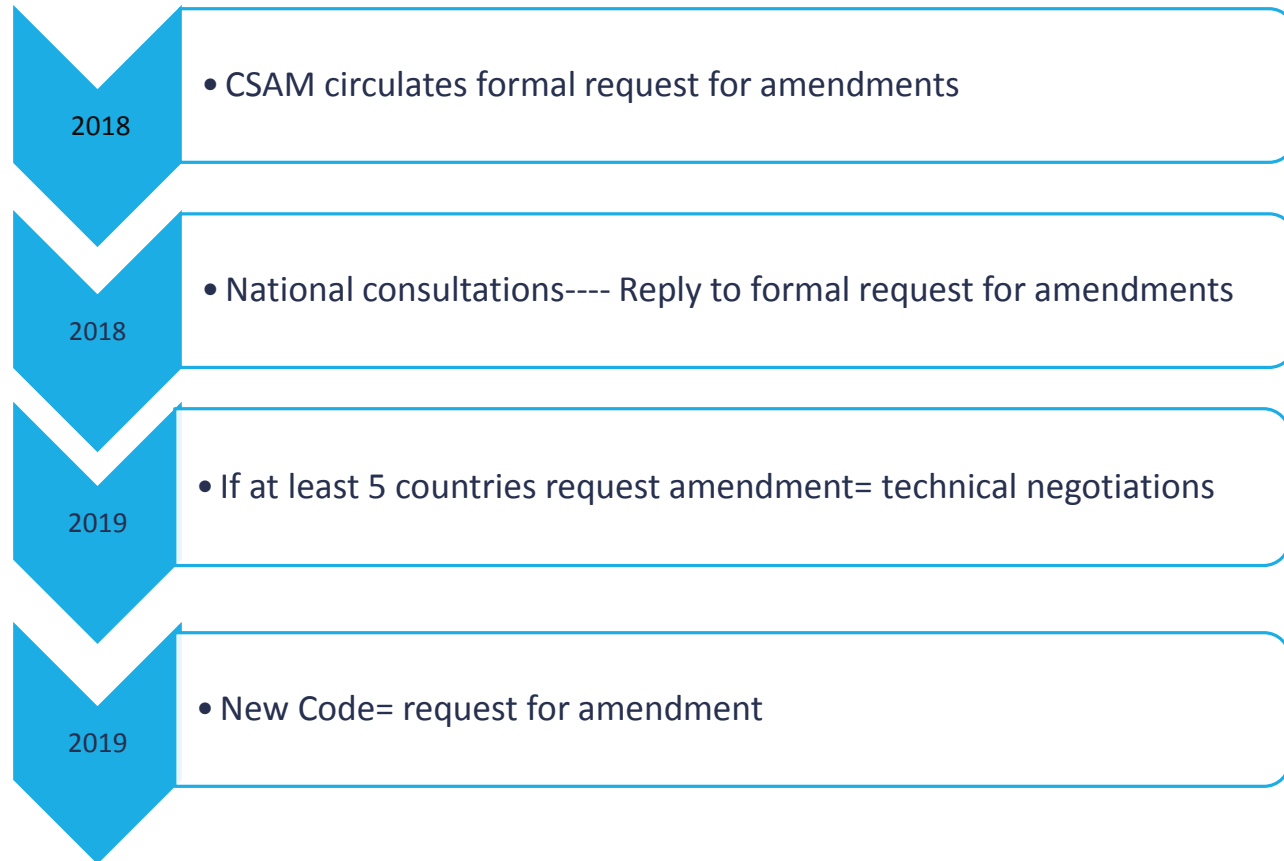 2018
• CSAM circulates formal request for amendments
2018
• National consultations---- Reply to formal request for amendments
2019
• If at least 5 countries request amendment= technical negotiations
2019
• New Code= request for amendment